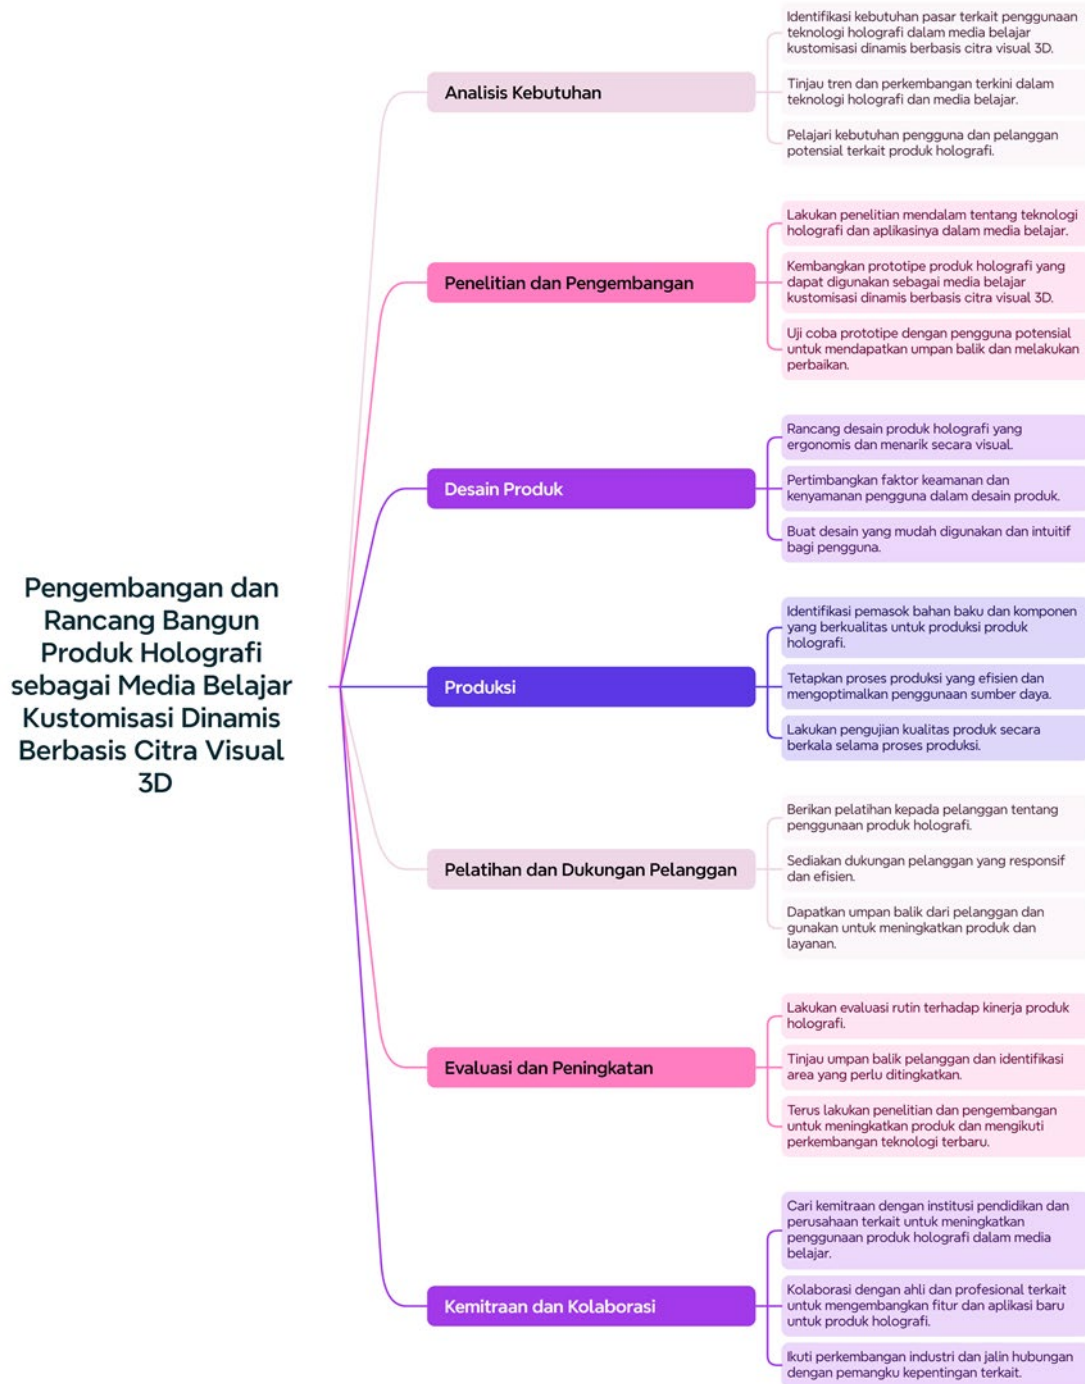 Pengembangan dan
Rancang Bangun
Produk Holografi
sebagai Media Belajar
Kustomisasi Dinamis
Berbasis Citra Visual
3D
Analisis Kebutuhan
Identifikasi kebutuhan pasar terkait penggunaan
teknologi holografi dalam media belajar
kustomisasi dinamis berbasis citra visual 3D.
Tinjau tren dan perkembangan terkini dalam
teknologi holografi dan media belajar.
Pelajari kebutuhan pengguna dan pelanggan
potensial terkait produk holografi.
Penelitian dan Pengembangan
Lakukan penelitian mendalam tentang teknologi
holografi dan aplikasinya dalam media belajar.
Kembangkan prototipe produk holografi yang
dapat digunakan sebagai media belajar
kustomisasi dinamis berbasis citra visual 3D.
Uji coba prototipe dengan pengguna potensial
untuk mendapatkan umpan balik dan melakukan
perbaikan.
Desain Produk
Rancang desain produk holografi yang
ergonomis dan menarik secara visual.
Pertimbangkan faktor keamanan dan
kenyamanan pengguna dalam desain produk.
Buat desain yang mudah digunakan dan intuitif
bagi pengguna.
Produksi
Identifikasi pemasok bahan baku dan komponen
yang berkualitas untuk produksi produk
holografi.
Tetapkan proses produksi yang efisien dan
mengoptimalkan penggunaan sumber daya.
Lakukan pengujian kualitas produk secara
berkala selama proses produksi.
Pelatihan dan Dukungan Pelanggan
Berikan pelatihan kepada pelanggan tentang
penggunaan produk holografi.
Sediakan dukungan pelanggan yang responsif
dan efisien.
Dapatkan umpan balik dari pelanggan dan
gunakan untuk meningkatkan produk dan
layanan.
Evaluasi dan Peningkatan
Lakukan evaluasi rutin terhadap kinerja produk
holografi.
Tinjau umpan balik pelanggan dan identifikasi
area yang perlu ditingkatkan.
Terus lakukan penelitian dan pengembangan
untuk meningkatkan produk dan mengikuti
perkembangan teknologi terbaru.
Kemitraan dan Kolaborasi
Cari kemitraan dengan institusi pendidikan dan
perusahaan terkait untuk meningkatkan
penggunaan produk holografi dalam media
belajar.
Kolaborasi dengan ahli dan profesional terkait
untuk mengembangkan fitur dan aplikasi baru
untuk produk holografi.
Ikuti perkembangan industri dan jalin hubungan
dengan pemangku kepentingan terkait.